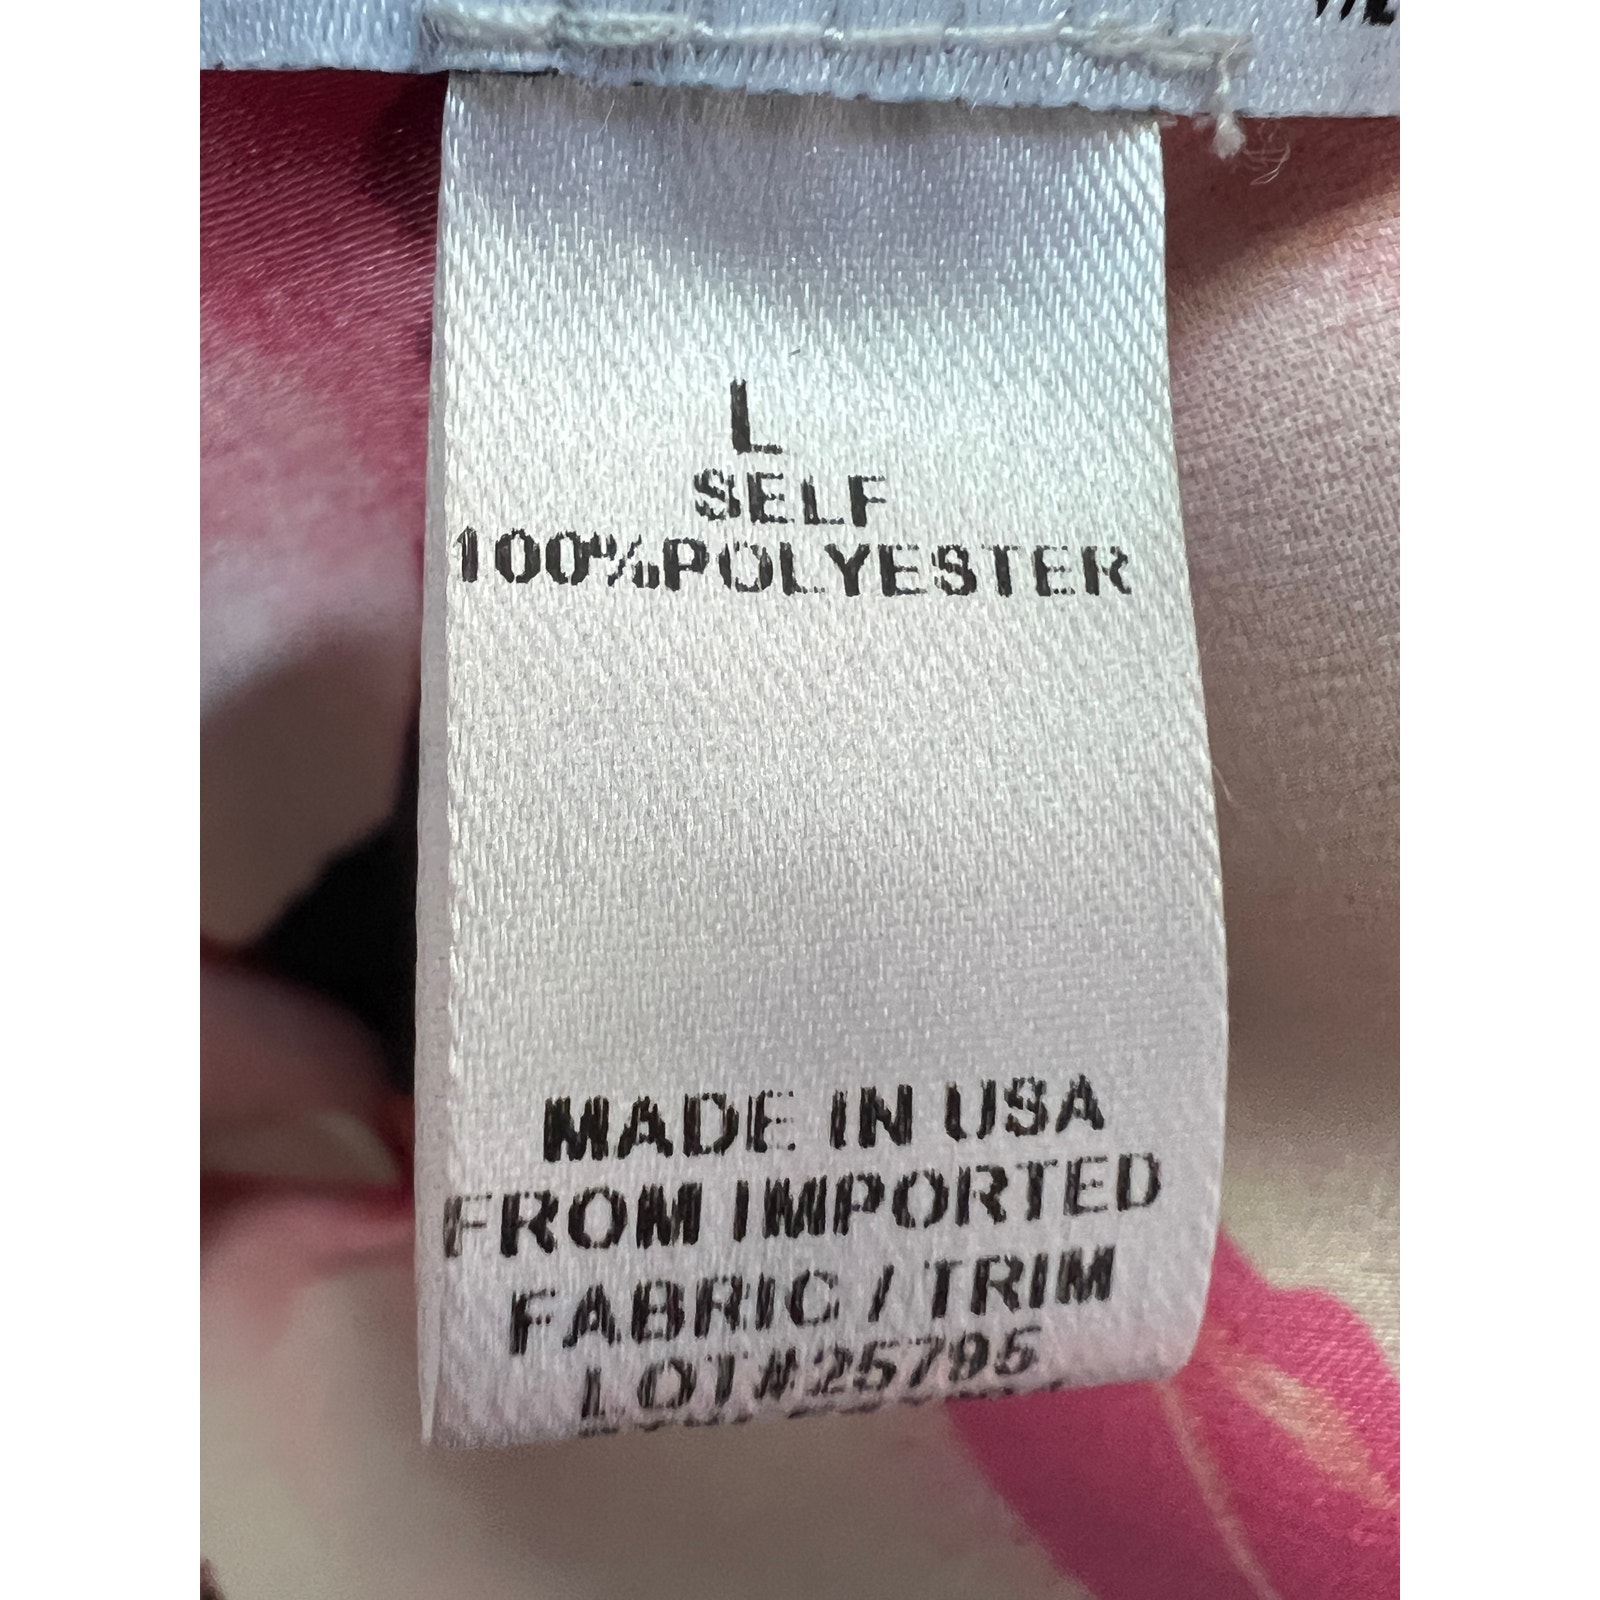 L
SELF
100%POLYESTER
MADE IN USA
FROM IMPORTED
FABRIC / TRIM
LOT#25795